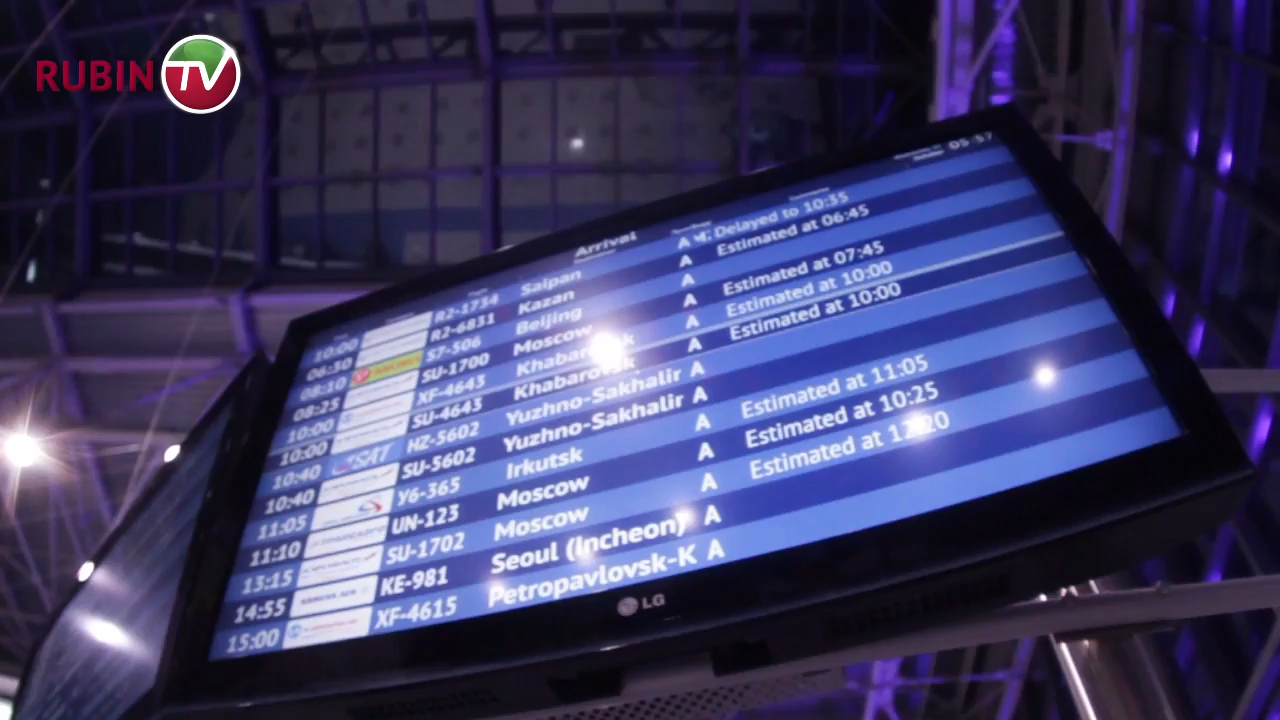 RUBIN TV
05:57
Arrival
10:00 R2-1734 Saipan A Delayed to 10:35
06:30 R2-6831 Kazan A Estimated at 06:45
08:10 S7-506 Beijing A
08:25 SU-1700 Moscow A Estimated at 07:45
10:00 XF-4643 Khabarovsk A Estimated at 10:00
10:00 SU-4643 Khabarovsk A Estimated at 10:00
10:40 SAT HZ-5602 Yuzhno-Sakhalir A
10:40 SU-5602 Yuzhno-Sakhalir A
11:05 Y6-365 Irkutsk A Estimated at 11:05
11:10 UN-123 Moscow A Estimated at 10:25
13:15 SU-1702 Moscow A Estimated at 12:20
14:55 KE-981 Seoul (Incheon) A
15:00 XF-4615 Petropavlovsk-K A
LG